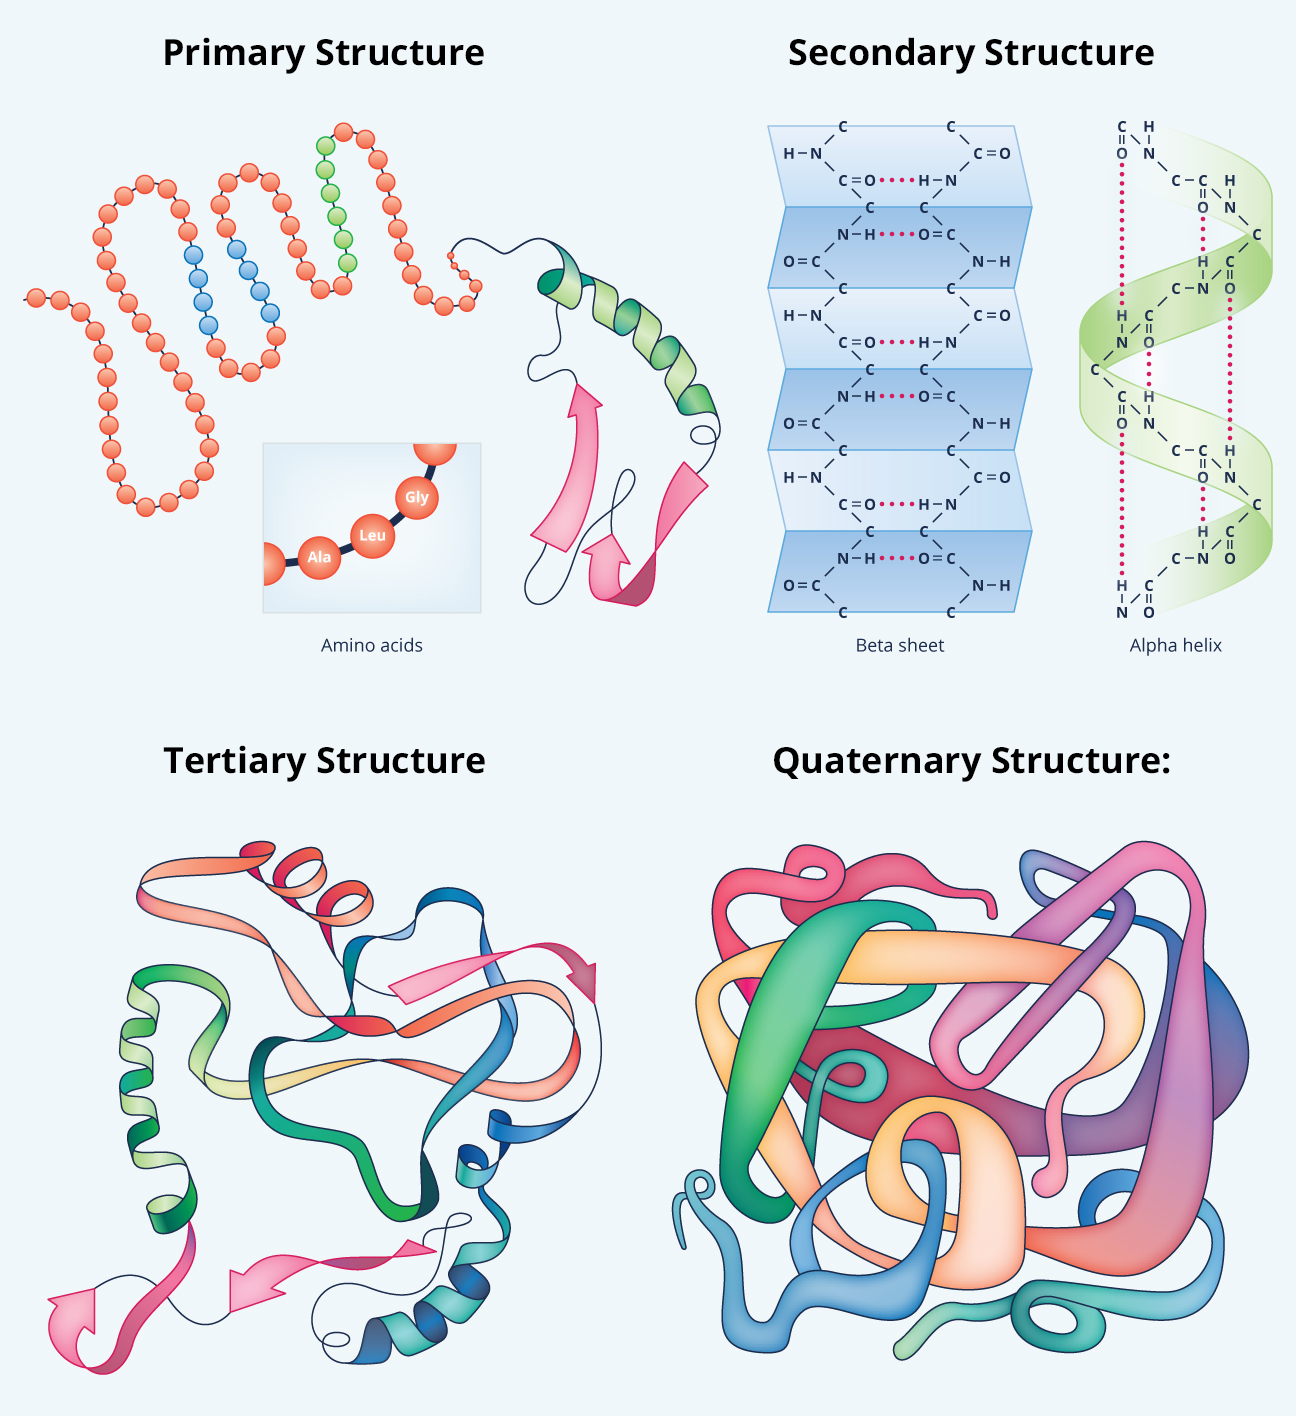 Primary Structure
Gly
Leu
Ala
Amino acids
Secondary Structure
C C
H–N C=O
C=O H–N
C C
N–H O=C
O=C N–H
C C
H–N C=O
C=O H–N
C C
N–H O=C
O=C N–H
C C
H–N C=O
C=O H–N
C C
N–H O=C
O=C N–H
C C
Beta sheet
C H
O N
C–C H
O N
C
H C
C–N O
H C
N O
C
C H
O N
C–C H
O N
C
H C
C–N O
H C
N O
Alpha helix
Tertiary Structure
Quaternary Structure: